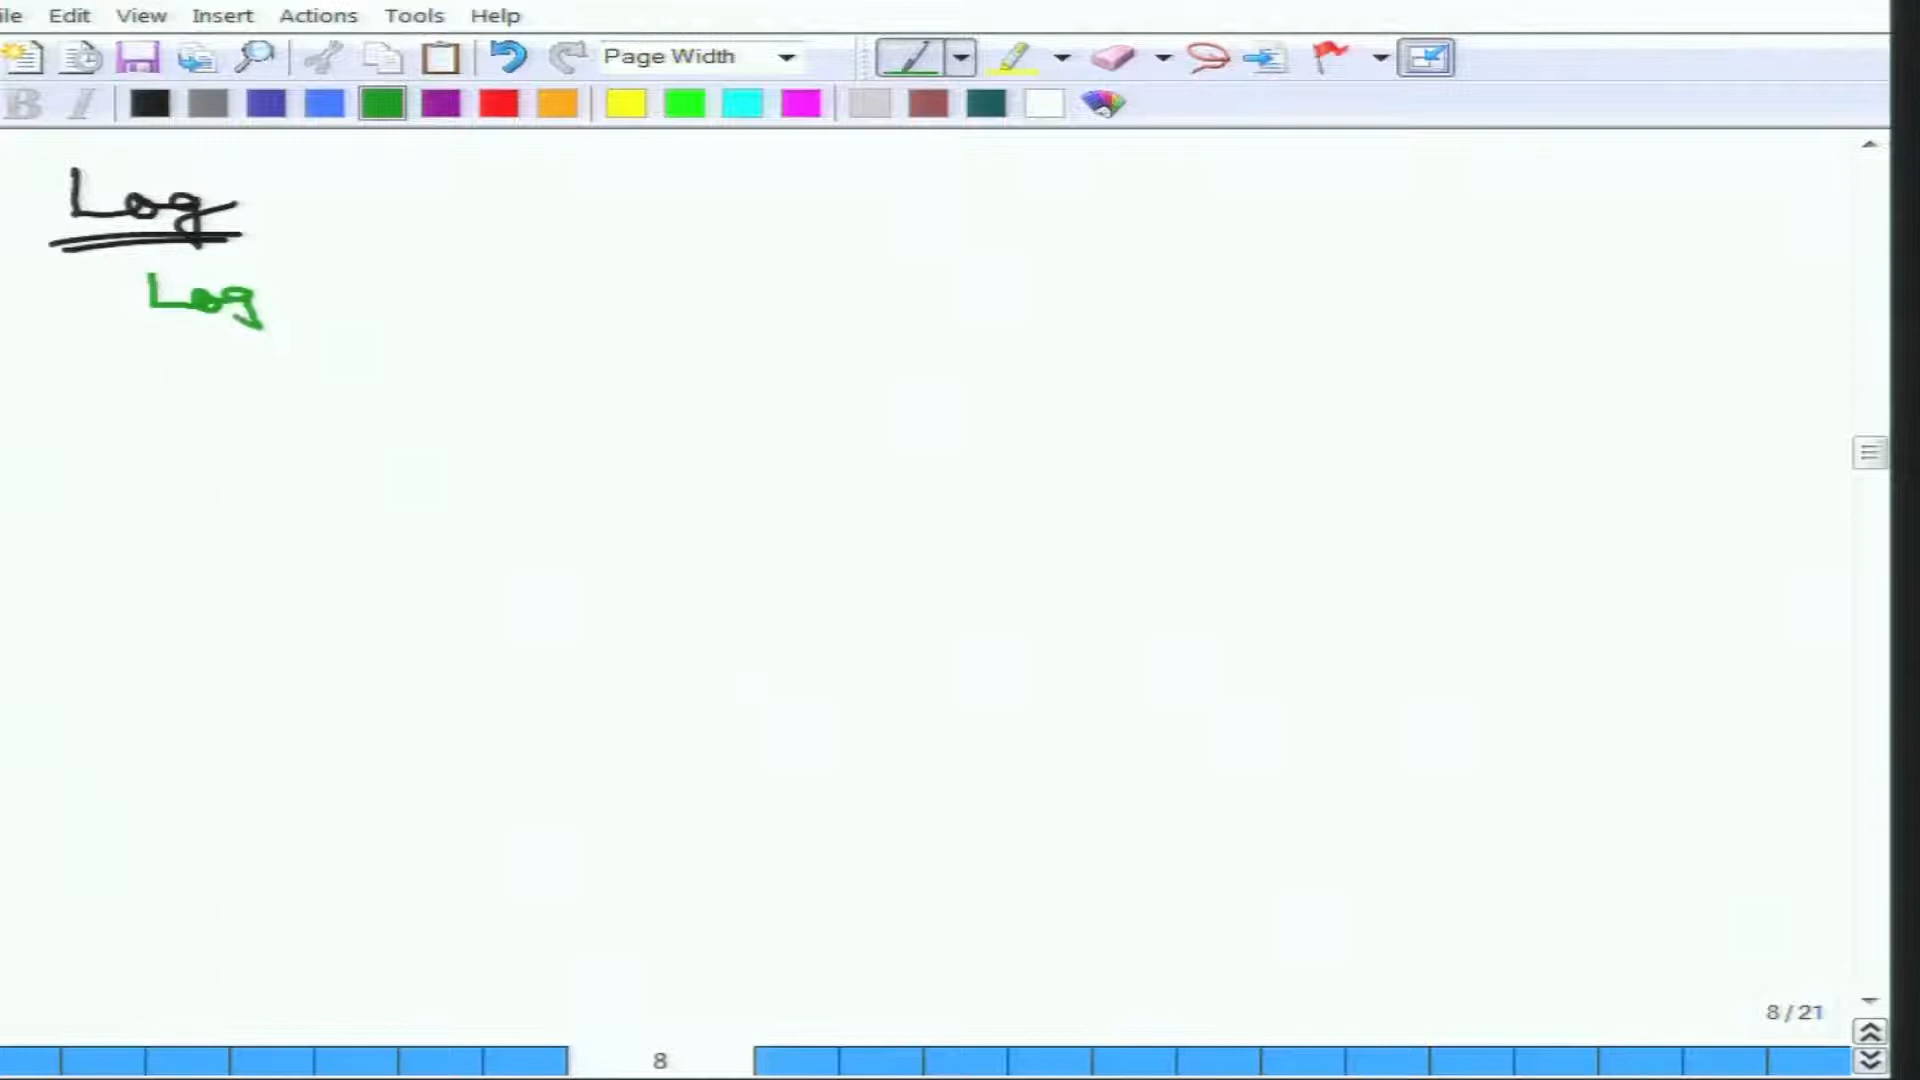 ile Edit View Insert Actions Tools Help
Page Width
B I
Log
Log
8 / 21
8